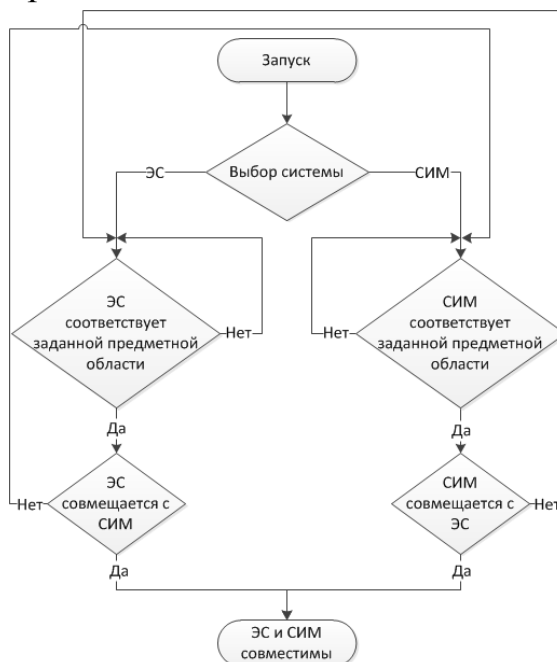 Запуск
Выбор системы
ЭС
СИМ
ЭС
соответствует
заданной предметной
области
Нет
СИМ
соответствует
заданной предметной
области
Нет
Да
Да
ЭС
совмещается с
СИМ
Нет
СИМ
совмещается с
ЭС
Нет
Да
Да
ЭС и СИМ
совместимы